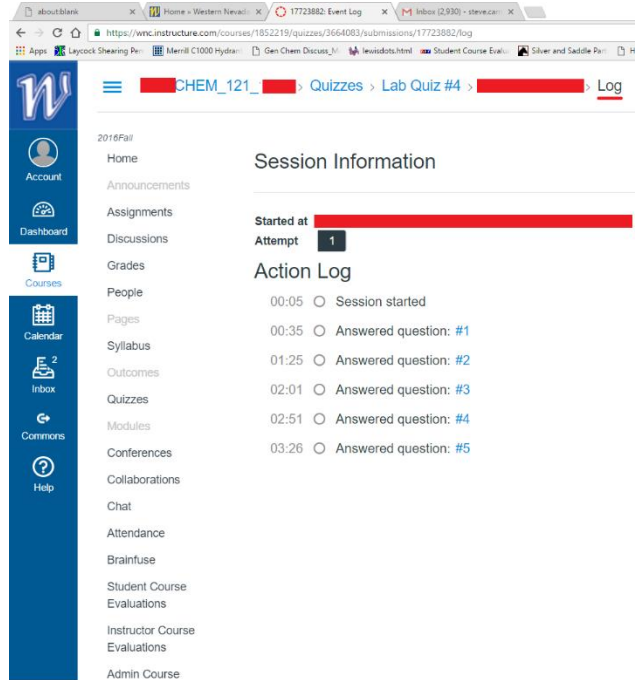 about:blank
Home » Western Nevad
17723882: Event Log
Inbox (2,930) - steve.carr
https://wnc.instructure.com/courses/1852219/quizzes/3664083/submissions/17723882/log
Apps Laycock Shearing Pen Merrill C1000 Hydran Gen Chem Discuss_M lewisdots.html Student Course Evalu Silver and Saddle Par H
CHEM_121_ > Quizzes > Lab Quiz #4 > > Log
W
Account
Dashboard
Courses
Calendar
2
Inbox
Commons
Help
2016Fall
Home
Announcements
Assignments
Discussions
Grades
People
Pages
Syllabus
Outcomes
Quizzes
Modules
Conferences
Collaborations
Chat
Attendance
Brainfuse
Student Course
Evaluations
Instructor Course
Evaluations
Admin Course
Session Information
Started at
Attempt 1
Action Log
00:05 Session started
00:35 Answered question: #1
01:25 Answered question: #2
02:01 Answered question: #3
02:51 Answered question: #4
03:26 Answered question: #5